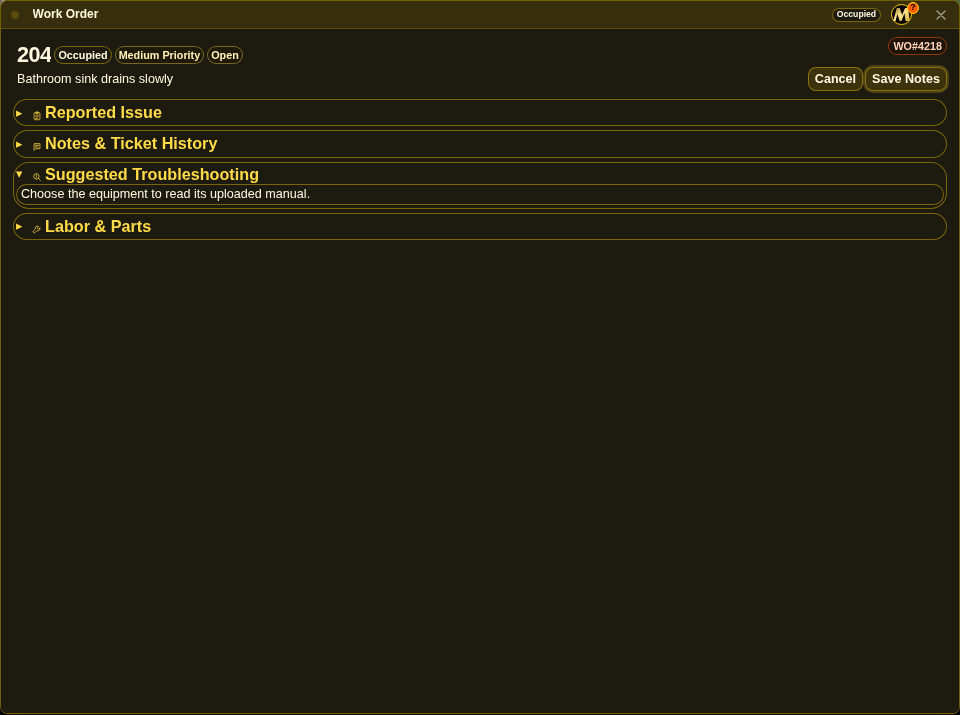 Work Order
Occupied
M?
WO#4218
204 Occupied Medium Priority Open
Bathroom sink drains slowly
Cancel Save Notes
Reported Issue
Notes & Ticket History
Suggested Troubleshooting
Choose the equipment to read its uploaded manual.
Labor & Parts